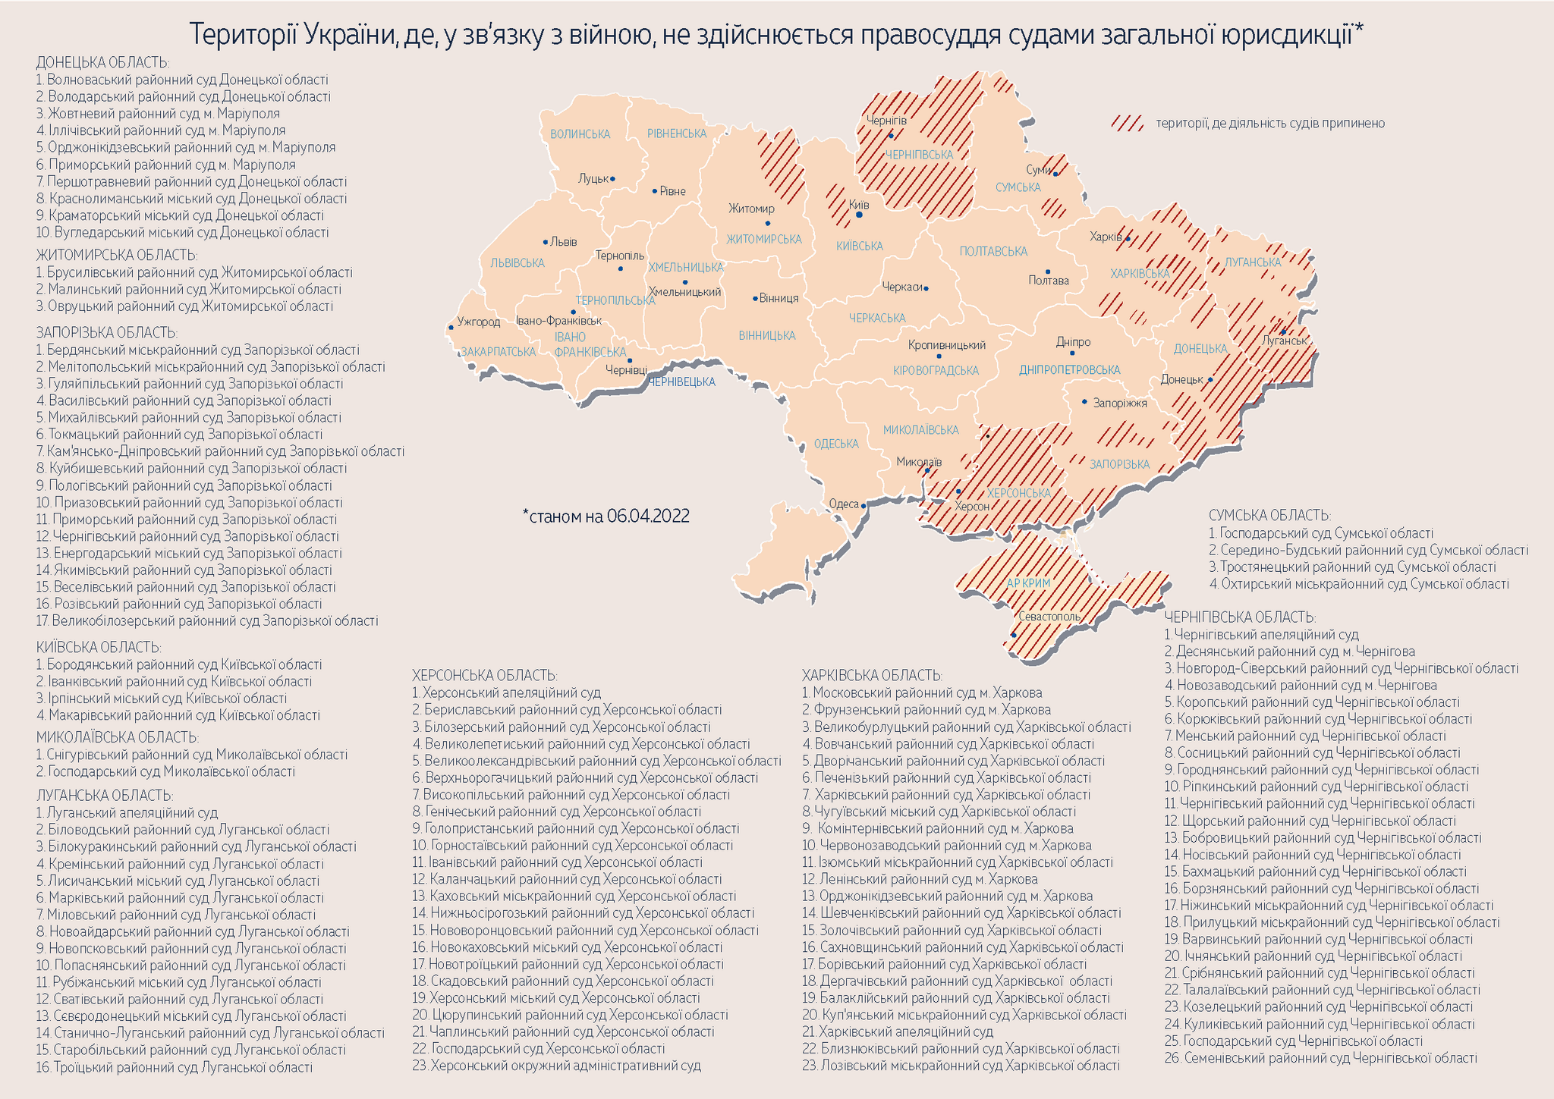 Території України, де, у зв'язку з війною, не здійснюється правосуддя судами загальної юрисдикції*
ДОНЕЦЬКА ОБЛАСТЬ:
1. Волноваський районний суд Донецької області
2. Володарський районний суд Донецької області
3. Жовтневий районний суд м. Маріуполя
4. Іллічівський районний суд м. Маріуполя
5. Орджонікідзевський районний суд м. Маріуполя
6. Приморський районний суд м. Маріуполя
7. Першотравневий районний суд Донецької області
8. Краснолиманський міський суд Донецької області
9. Краматорський міський суд Донецької області
10. Вугледарський міський суд Донецької області
ЖИТОМИРСЬКА ОБЛАСТЬ:
1. Брусилівський районний суд Житомирської області
2. Малинський районний суд Житомирської області
3. Овруцький районний суд Житомирської області
ЗАПОРІЗЬКА ОБЛАСТЬ:
1. Бердянський міськрайонний суд Запорізької області
2. Мелітопольський міськрайонний суд Запорізької області
3. Гуляйпільський районний суд Запорізької області
4. Василівський районний суд Запорізької області
5. Михайлівський районний суд Запорізької області
6. Токмацький районний суд Запорізької області
7. Кам'янсько-Дніпровський районний суд Запорізької області
8. Куйбишевський районний суд Запорізької області
9. Пологівський районний суд Запорізької області
10. Приазовський районний суд Запорізької області
11. Приморський районний суд Запорізької області
12. Чернігівський районний суд Запорізької області
13. Енергодарський міський суд Запорізької області
14. Якимівський районний суд Запорізької області
15. Веселівський районний суд Запорізької області
16. Розівський районний суд Запорізької області
17. Великобілозерський районний суд Запорізької області
КИЇВСЬКА ОБЛАСТЬ:
1. Бородянський районний суд Київської області
2. Іванківський районний суд Київської області
3. Ірпінський міський суд Київської області
4. Макарівський районний суд Київської області
МИКОЛАЇВСЬКА ОБЛАСТЬ:
1. Снігурівський районний суд Миколаївської області
2. Господарський суд Миколаївської області
ЛУГАНСЬКА ОБЛАСТЬ:
1. Луганський апеляційний суд
2. Біловодський районний суд Луганської області
3. Білокуракинський районний суд Луганської області
4. Кремінський районний суд Луганської області
5. Лисичанський міський суд Луганської області
6. Марківський районний суд Луганської області
7. Міловський районний суд Луганської області
8. Новоайдарський районний суд Луганської області
9. Новопсковський районний суд Луганської області
10. Попаснянський районний суд Луганської області
11. Рубіжанський міський суд Луганської області
12. Сватівський районний суд Луганської області
13. Сєвєродонецький міський суд Луганської області
14. Станично-Луганський районний суд Луганської області
15. Старобільський районний суд Луганської області
16. Троїцький районний суд Луганської області
території, де діяльність судів припинено
ВОЛИНСЬКА
РІВНЕНСЬКА
Луцьк
Рівне
Чернігів
ЧЕРНІГІВСЬКА
Суми
СУМСЬКА
Житомир
ЖИТОМИРСЬКА
Київ
КИЇВСЬКА
Львів
ЛЬВІВСЬКА
Тернопіль
ТЕРНОПІЛЬСЬКА
ХМЕЛЬНИЦЬКА
Хмельницький
ПОЛТАВСЬКА
Полтава
Харків
ХАРКІВСЬКА
ЛУГАНСЬКА
Луганськ
Вінниця
ВІННИЦЬКА
Черкаси
ЧЕРКАСЬКА
Ужгород
ЗАКАРПАТСЬКА
Івано-Франківськ
ІВАНО
ФРАНКІВСЬКА
Чернівці
ЧЕРНІВЕЦЬКА
Кропивницький
КІРОВОГРАДСЬКА
Дніпро
ДНІПРОПЕТРОВСЬКА
ДОНЕЦЬКА
Донецьк
Запоріжжя
ЗАПОРІЗЬКА
ОДЕСЬКА
Одеса
МИКОЛАЇВСЬКА
Миколаїв
ХЕРСОНСЬКА
Херсон
АР КРИМ
Севастополь
*станом на 06.04.2022
СУМСЬКА ОБЛАСТЬ:
1. Господарський суд Сумської області
2. Середино-Будський районний суд Сумської області
3. Тростянецький районний суд Сумської області
4. Охтирський міськрайонний суд Сумської області
ХЕРСОНСЬКА ОБЛАСТЬ:
1. Херсонський апеляційний суд
2. Бериславський районний суд Херсонської області
3. Білозерський районний суд Херсонської області
4. Великолепетиський районний суд Херсонської області
5. Великоолександрівський районний суд Херсонської області
6. Верхньорогачицький районний суд Херсонської області
7. Високопільський районний суд Херсонської області
8. Генічеський районний суд Херсонської області
9. Голопристанський районний суд Херсонської області
10. Горностаївський районний суд Херсонської області
11. Іванівський районний суд Херсонської області
12. Каланчацький районний суд Херсонської області
13. Каховський міськрайонний суд Херсонської області
14. Нижньосірогозький районний суд Херсонської області
15. Нововоронцовський районний суд Херсонської області
16. Новокаховський міський суд Херсонської області
17. Новотроїцький районний суд Херсонської області
18. Скадовський районний суд Херсонської області
19. Херсонський міський суд Херсонської області
20. Цюрупинський районний суд Херсонської області
21. Чаплинський районний суд Херсонської області
22. Господарський суд Херсонської області
23. Херсонський окружний адміністративний суд
ХАРКІВСЬКА ОБЛАСТЬ:
1. Московський районний суд м. Харкова
2. Фрунзенський районний суд м. Харкова
3. Великобурлуцький районний суд Харківської області
4. Вовчанський районний суд Харківської області
5. Дворічанський районний суд Харківської області
6. Печенізький районний суд Харківської області
7. Харківський районний суд Харківської області
8. Чугуївський міський суд Харківської області
9. Комінтернівський районний суд м. Харкова
10. Червонозаводський районний суд м. Харкова
11. Ізюмський міськрайонний суд Харківської області
12. Ленінський районний суд м. Харкова
13. Орджонікідзевський районний суд м. Харкова
14. Шевченківський районний суд Харківської області
15. Золочівський районний суд Харківської області
16. Сахновщинський районний суд Харківської області
17. Борівський районний суд Харківської області
18. Дергачівський районний суд Харківської області
19. Балаклійський районний суд Харківської області
20. Куп'янський міськрайонний суд Харківської області
21. Харківський апеляційний суд
22. Близнюківський районний суд Харківської області
23. Лозівський міськрайонний суд Харківської області
ЧЕРНІГІВСЬКА ОБЛАСТЬ:
1. Чернігівський апеляційний суд
2. Деснянський районний суд м. Чернігова
3. Новгород-Сіверський районний суд Чернігівської області
4. Новозаводський районний суд м. Чернігова
5. Коропський районний суд Чернігівської області
6. Корюківський районний суд Чернігівської області
7. Менський районний суд Чернігівської області
8. Сосницький районний суд Чернігівської області
9. Городнянський районний суд Чернігівської області
10. Ріпкинський районний суд Чернігівської області
11. Чернігівський районний суд Чернігівської області
12. Щорський районний суд Чернігівської області
13. Бобровицький районний суд Чернігівської області
14. Носівський районний суд Чернігівської області
15. Бахмацький районний суд Чернігівської області
16. Борзнянський районний суд Чернігівської області
17. Ніжинський міськрайонний суд Чернігівської області
18. Прилуцький міськрайонний суд Чернігівської області
19. Варвинський районний суд Чернігівської області
20. Ічнянський районний суд Чернігівської області
21. Срібнянський районний суд Чернігівської області
22. Талалаївський районний суд Чернігівської області
23. Козелецький районний суд Чернігівської області
24. Куликівський районний суд Чернігівської області
25. Господарський суд Чернігівської області
26. Семенівський районний суд Чернігівської області